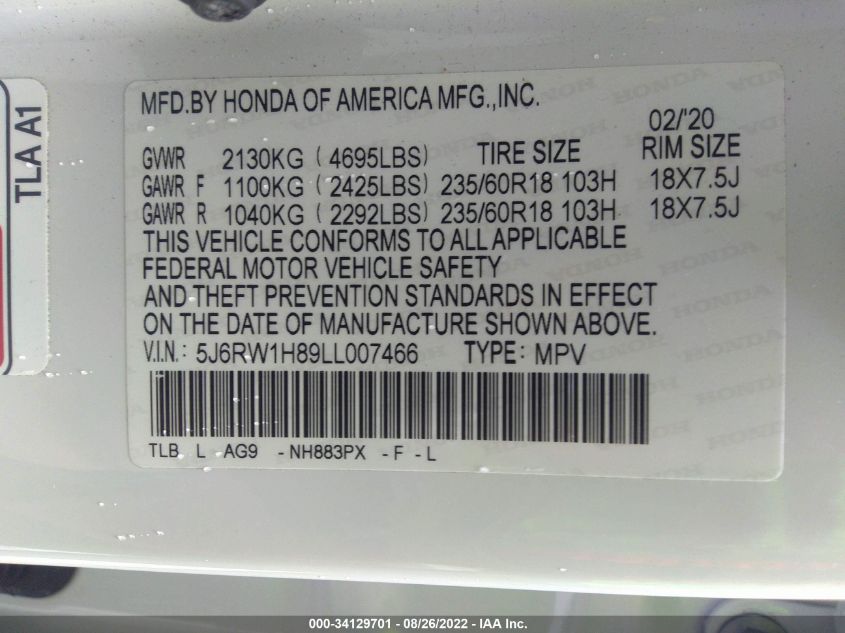 TLA A1
MFD.BY HONDA OF AMERICA MFG.,INC.
02/'20
GVWR 2130KG ( 4695LBS) TIRE SIZE RIM SIZE
GAWR F 1100KG ( 2425LBS) 235/60R18 103H 18X7.5J
GAWR R 1040KG ( 2292LBS) 235/60R18 103H 18X7.5J
THIS VEHICLE CONFORMS TO ALL APPLICABLE
FEDERAL MOTOR VEHICLE SAFETY
AND THEFT PREVENTION STANDARDS IN EFFECT
ON THE DATE OF MANUFACTURE SHOWN ABOVE.
V.I.N.: 5J6RW1H89LL007466 TYPE: MPV
TLB L AG9 - NH883PX - F - L
000-34129701 - 08/26/2022 - IAA Inc.